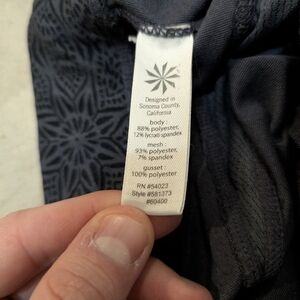 Designed in
Sonoma County,
California
body :
88% polyester,
12% lycra® spandex
mesh :
93% polyester,
7% spandex
gusset :
100% polyester
RN #54023
Style #581373
#60400